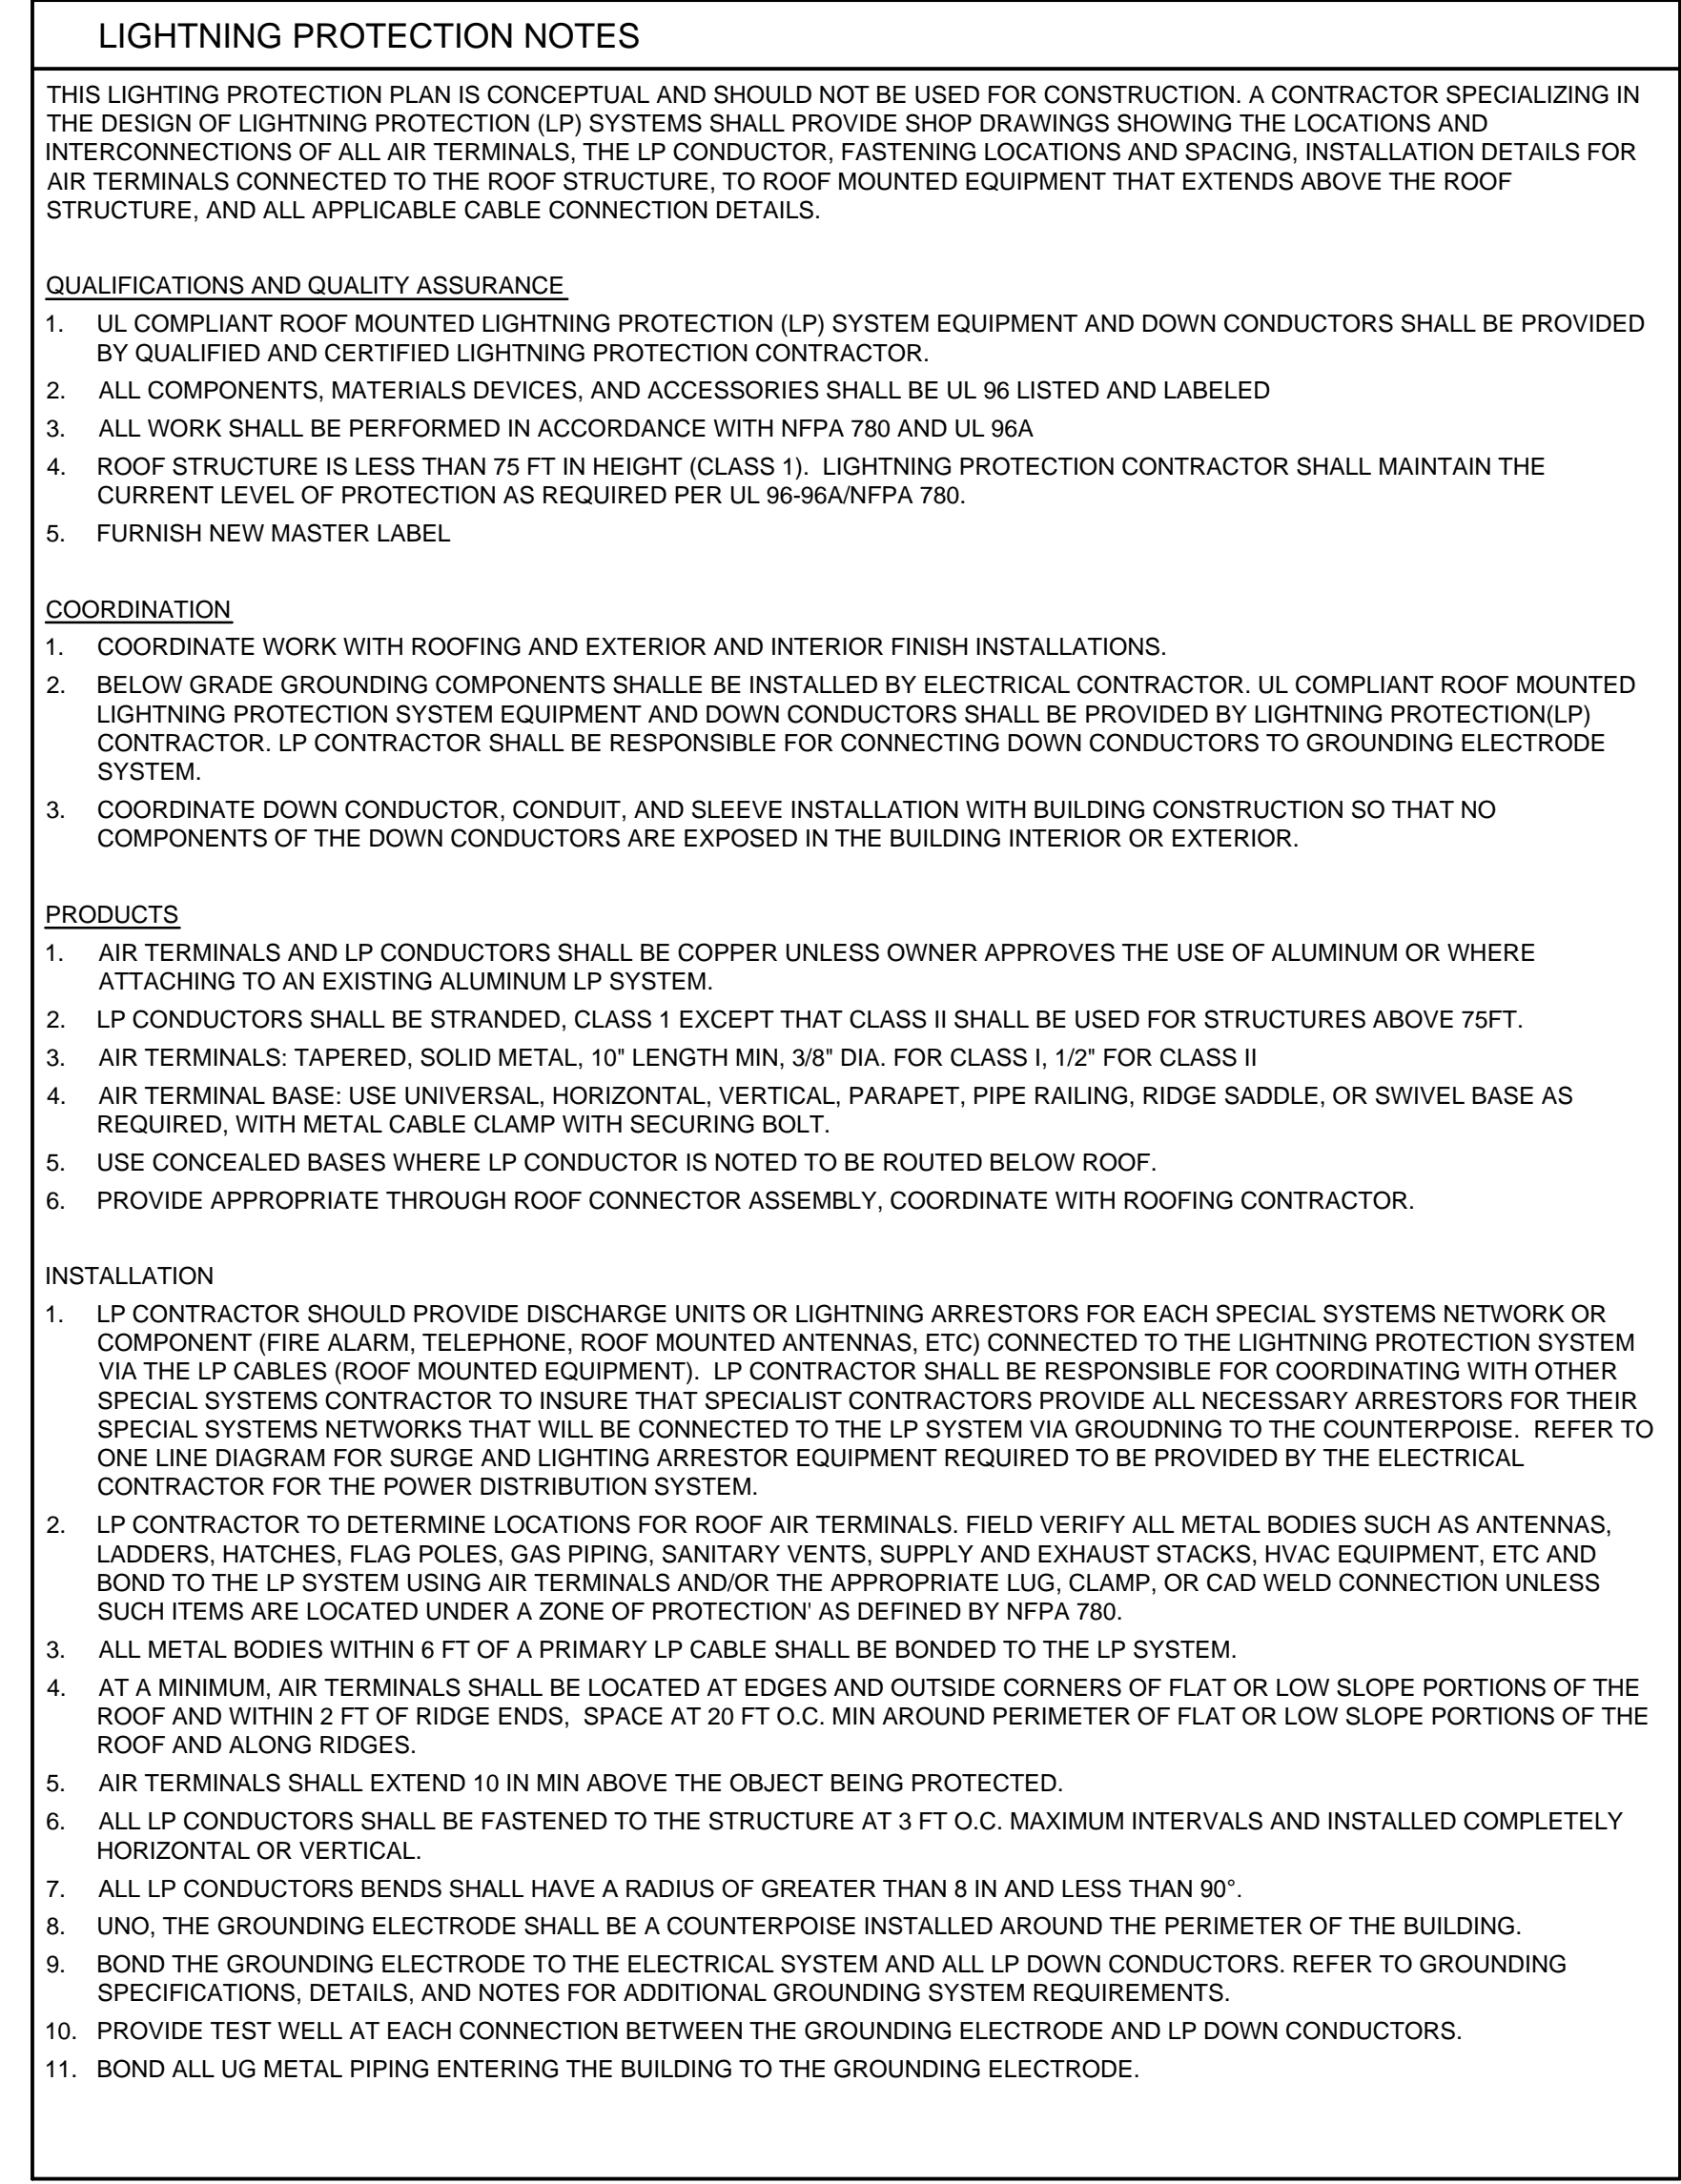 LIGHTNING PROTECTION NOTES
THIS LIGHTING PROTECTION PLAN IS CONCEPTUAL AND SHOULD NOT BE USED FOR CONSTRUCTION. A CONTRACTOR SPECIALIZING IN
THE DESIGN OF LIGHTNING PROTECTION (LP) SYSTEMS SHALL PROVIDE SHOP DRAWINGS SHOWING THE LOCATIONS AND
INTERCONNECTIONS OF ALL AIR TERMINALS, THE LP CONDUCTOR, FASTENING LOCATIONS AND SPACING, INSTALLATION DETAILS FOR
AIR TERMINALS CONNECTED TO THE ROOF STRUCTURE, TO ROOF MOUNTED EQUIPMENT THAT EXTENDS ABOVE THE ROOF
STRUCTURE, AND ALL APPLICABLE CABLE CONNECTION DETAILS.
QUALIFICATIONS AND QUALITY ASSURANCE
1. UL COMPLIANT ROOF MOUNTED LIGHTNING PROTECTION (LP) SYSTEM EQUIPMENT AND DOWN CONDUCTORS SHALL BE PROVIDED
BY QUALIFIED AND CERTIFIED LIGHTNING PROTECTION CONTRACTOR.
2. ALL COMPONENTS, MATERIALS DEVICES, AND ACCESSORIES SHALL BE UL 96 LISTED AND LABELED
3. ALL WORK SHALL BE PERFORMED IN ACCORDANCE WITH NFPA 780 AND UL 96A
4. ROOF STRUCTURE IS LESS THAN 75 FT IN HEIGHT (CLASS 1). LIGHTNING PROTECTION CONTRACTOR SHALL MAINTAIN THE
CURRENT LEVEL OF PROTECTION AS REQUIRED PER UL 96-96A/NFPA 780.
5. FURNISH NEW MASTER LABEL
COORDINATION
1. COORDINATE WORK WITH ROOFING AND EXTERIOR AND INTERIOR FINISH INSTALLATIONS.
2. BELOW GRADE GROUNDING COMPONENTS SHALLE BE INSTALLED BY ELECTRICAL CONTRACTOR. UL COMPLIANT ROOF MOUNTED
LIGHTNING PROTECTION SYSTEM EQUIPMENT AND DOWN CONDUCTORS SHALL BE PROVIDED BY LIGHTNING PROTECTION(LP)
CONTRACTOR. LP CONTRACTOR SHALL BE RESPONSIBLE FOR CONNECTING DOWN CONDUCTORS TO GROUNDING ELECTRODE
SYSTEM.
3. COORDINATE DOWN CONDUCTOR, CONDUIT, AND SLEEVE INSTALLATION WITH BUILDING CONSTRUCTION SO THAT NO
COMPONENTS OF THE DOWN CONDUCTORS ARE EXPOSED IN THE BUILDING INTERIOR OR EXTERIOR.
PRODUCTS
1. AIR TERMINALS AND LP CONDUCTORS SHALL BE COPPER UNLESS OWNER APPROVES THE USE OF ALUMINUM OR WHERE
ATTACHING TO AN EXISTING ALUMINUM LP SYSTEM.
2. LP CONDUCTORS SHALL BE STRANDED, CLASS 1 EXCEPT THAT CLASS II SHALL BE USED FOR STRUCTURES ABOVE 75FT.
3. AIR TERMINALS: TAPERED, SOLID METAL, 10" LENGTH MIN, 3/8" DIA. FOR CLASS I, 1/2" FOR CLASS II
4. AIR TERMINAL BASE: USE UNIVERSAL, HORIZONTAL, VERTICAL, PARAPET, PIPE RAILING, RIDGE SADDLE, OR SWIVEL BASE AS
REQUIRED, WITH METAL CABLE CLAMP WITH SECURING BOLT.
5. USE CONCEALED BASES WHERE LP CONDUCTOR IS NOTED TO BE ROUTED BELOW ROOF.
6. PROVIDE APPROPRIATE THROUGH ROOF CONNECTOR ASSEMBLY, COORDINATE WITH ROOFING CONTRACTOR.
INSTALLATION
1. LP CONTRACTOR SHOULD PROVIDE DISCHARGE UNITS OR LIGHTNING ARRESTORS FOR EACH SPECIAL SYSTEMS NETWORK OR
COMPONENT (FIRE ALARM, TELEPHONE, ROOF MOUNTED ANTENNAS, ETC) CONNECTED TO THE LIGHTNING PROTECTION SYSTEM
VIA THE LP CABLES (ROOF MOUNTED EQUIPMENT). LP CONTRACTOR SHALL BE RESPONSIBLE FOR COORDINATING WITH OTHER
SPECIAL SYSTEMS CONTRACTOR TO INSURE THAT SPECIALIST CONTRACTORS PROVIDE ALL NECESSARY ARRESTORS FOR THEIR
SPECIAL SYSTEMS NETWORKS THAT WILL BE CONNECTED TO THE LP SYSTEM VIA GROUDNING TO THE COUNTERPOISE. REFER TO
ONE LINE DIAGRAM FOR SURGE AND LIGHTING ARRESTOR EQUIPMENT REQUIRED TO BE PROVIDED BY THE ELECTRICAL
CONTRACTOR FOR THE POWER DISTRIBUTION SYSTEM.
2. LP CONTRACTOR TO DETERMINE LOCATIONS FOR ROOF AIR TERMINALS. FIELD VERIFY ALL METAL BODIES SUCH AS ANTENNAS,
LADDERS, HATCHES, FLAG POLES, GAS PIPING, SANITARY VENTS, SUPPLY AND EXHAUST STACKS, HVAC EQUIPMENT, ETC AND
BOND TO THE LP SYSTEM USING AIR TERMINALS AND/OR THE APPROPRIATE LUG, CLAMP, OR CAD WELD CONNECTION UNLESS
SUCH ITEMS ARE LOCATED UNDER A ZONE OF PROTECTION' AS DEFINED BY NFPA 780.
3. ALL METAL BODIES WITHIN 6 FT OF A PRIMARY LP CABLE SHALL BE BONDED TO THE LP SYSTEM.
4. AT A MINIMUM, AIR TERMINALS SHALL BE LOCATED AT EDGES AND OUTSIDE CORNERS OF FLAT OR LOW SLOPE PORTIONS OF THE
ROOF AND WITHIN 2 FT OF RIDGE ENDS, SPACE AT 20 FT O.C. MIN AROUND PERIMETER OF FLAT OR LOW SLOPE PORTIONS OF THE
ROOF AND ALONG RIDGES.
5. AIR TERMINALS SHALL EXTEND 10 IN MIN ABOVE THE OBJECT BEING PROTECTED.
6. ALL LP CONDUCTORS SHALL BE FASTENED TO THE STRUCTURE AT 3 FT O.C. MAXIMUM INTERVALS AND INSTALLED COMPLETELY
HORIZONTAL OR VERTICAL.
7. ALL LP CONDUCTORS BENDS SHALL HAVE A RADIUS OF GREATER THAN 8 IN AND LESS THAN 90°.
8. UNO, THE GROUNDING ELECTRODE SHALL BE A COUNTERPOISE INSTALLED AROUND THE PERIMETER OF THE BUILDING.
9. BOND THE GROUNDING ELECTRODE TO THE ELECTRICAL SYSTEM AND ALL LP DOWN CONDUCTORS. REFER TO GROUNDING
SPECIFICATIONS, DETAILS, AND NOTES FOR ADDITIONAL GROUNDING SYSTEM REQUIREMENTS.
10. PROVIDE TEST WELL AT EACH CONNECTION BETWEEN THE GROUNDING ELECTRODE AND LP DOWN CONDUCTORS.
11. BOND ALL UG METAL PIPING ENTERING THE BUILDING TO THE GROUNDING ELECTRODE.